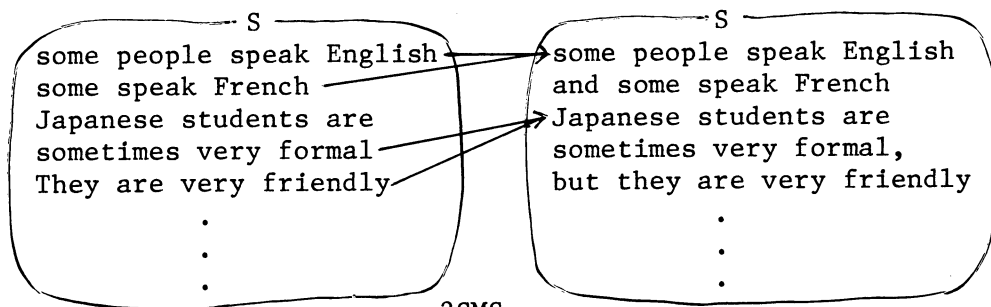 S
some people speak English
some speak French
Japanese students are
sometimes very formal
They are very friendly
.
.
.
S
some people speak English
and some speak French
Japanese students are
sometimes very formal,
but they are very friendly
.
.
.